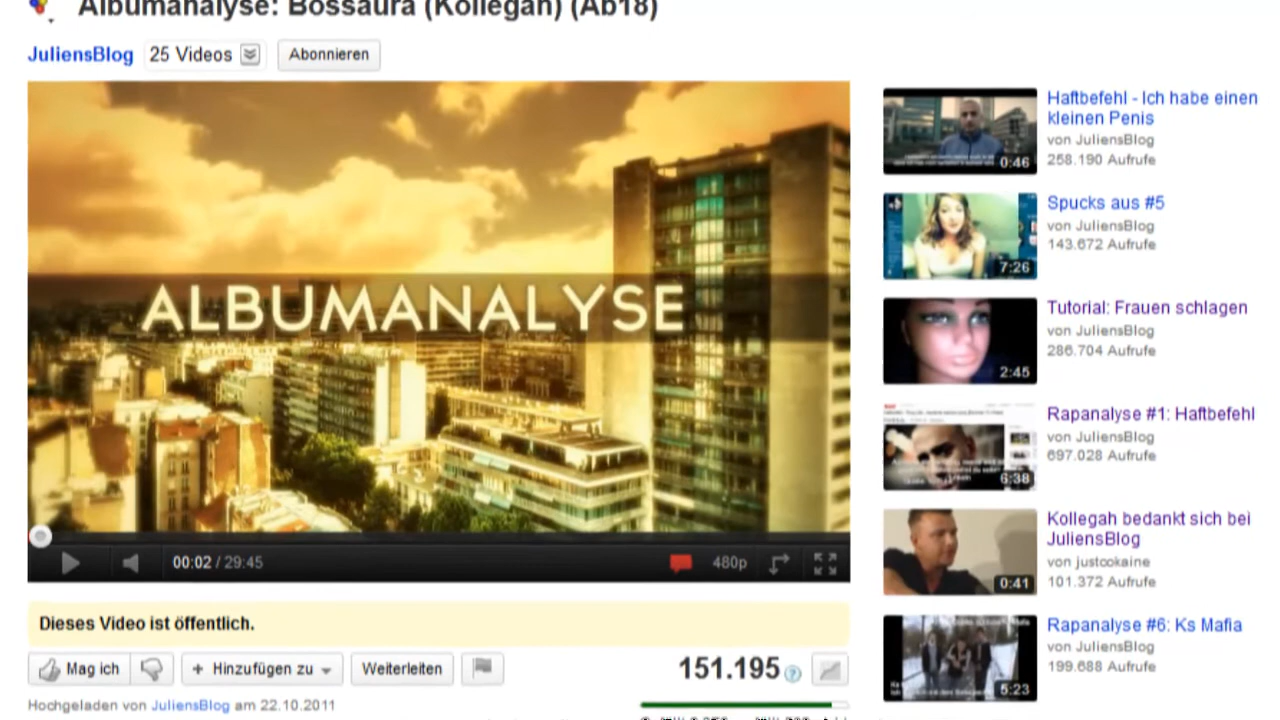 Albumanalyse: Bossaura (Kollegah) (Ab18)
JuliensBlog 25 Videos Abonnieren
ALBUMANALYSE
00:02 / 29:45 480p
Dieses Video ist öffentlich.
Mag ich Hinzufügen zu Weiterleiten 151.195 ?
Hochgeladen von JuliensBlog am 22.10.2011
Haftbefehl - Ich habe einen
kleinen Penis
von JuliensBlog
258.190 Aufrufe
0:46
Spucks aus #5
von JuliensBlog
143.672 Aufrufe
7:26
Tutorial: Frauen schlagen
von JuliensBlog
286.704 Aufrufe
2:45
Rapanalyse #1: Haftbefehl
von JuliensBlog
697.028 Aufrufe
6:38
Kollegah bedankt sich bei
JuliensBlog
von justcokaine
101.372 Aufrufe
0:41
Rapanalyse #6: Ks Mafia
von JuliensBlog
199.688 Aufrufe
5:23